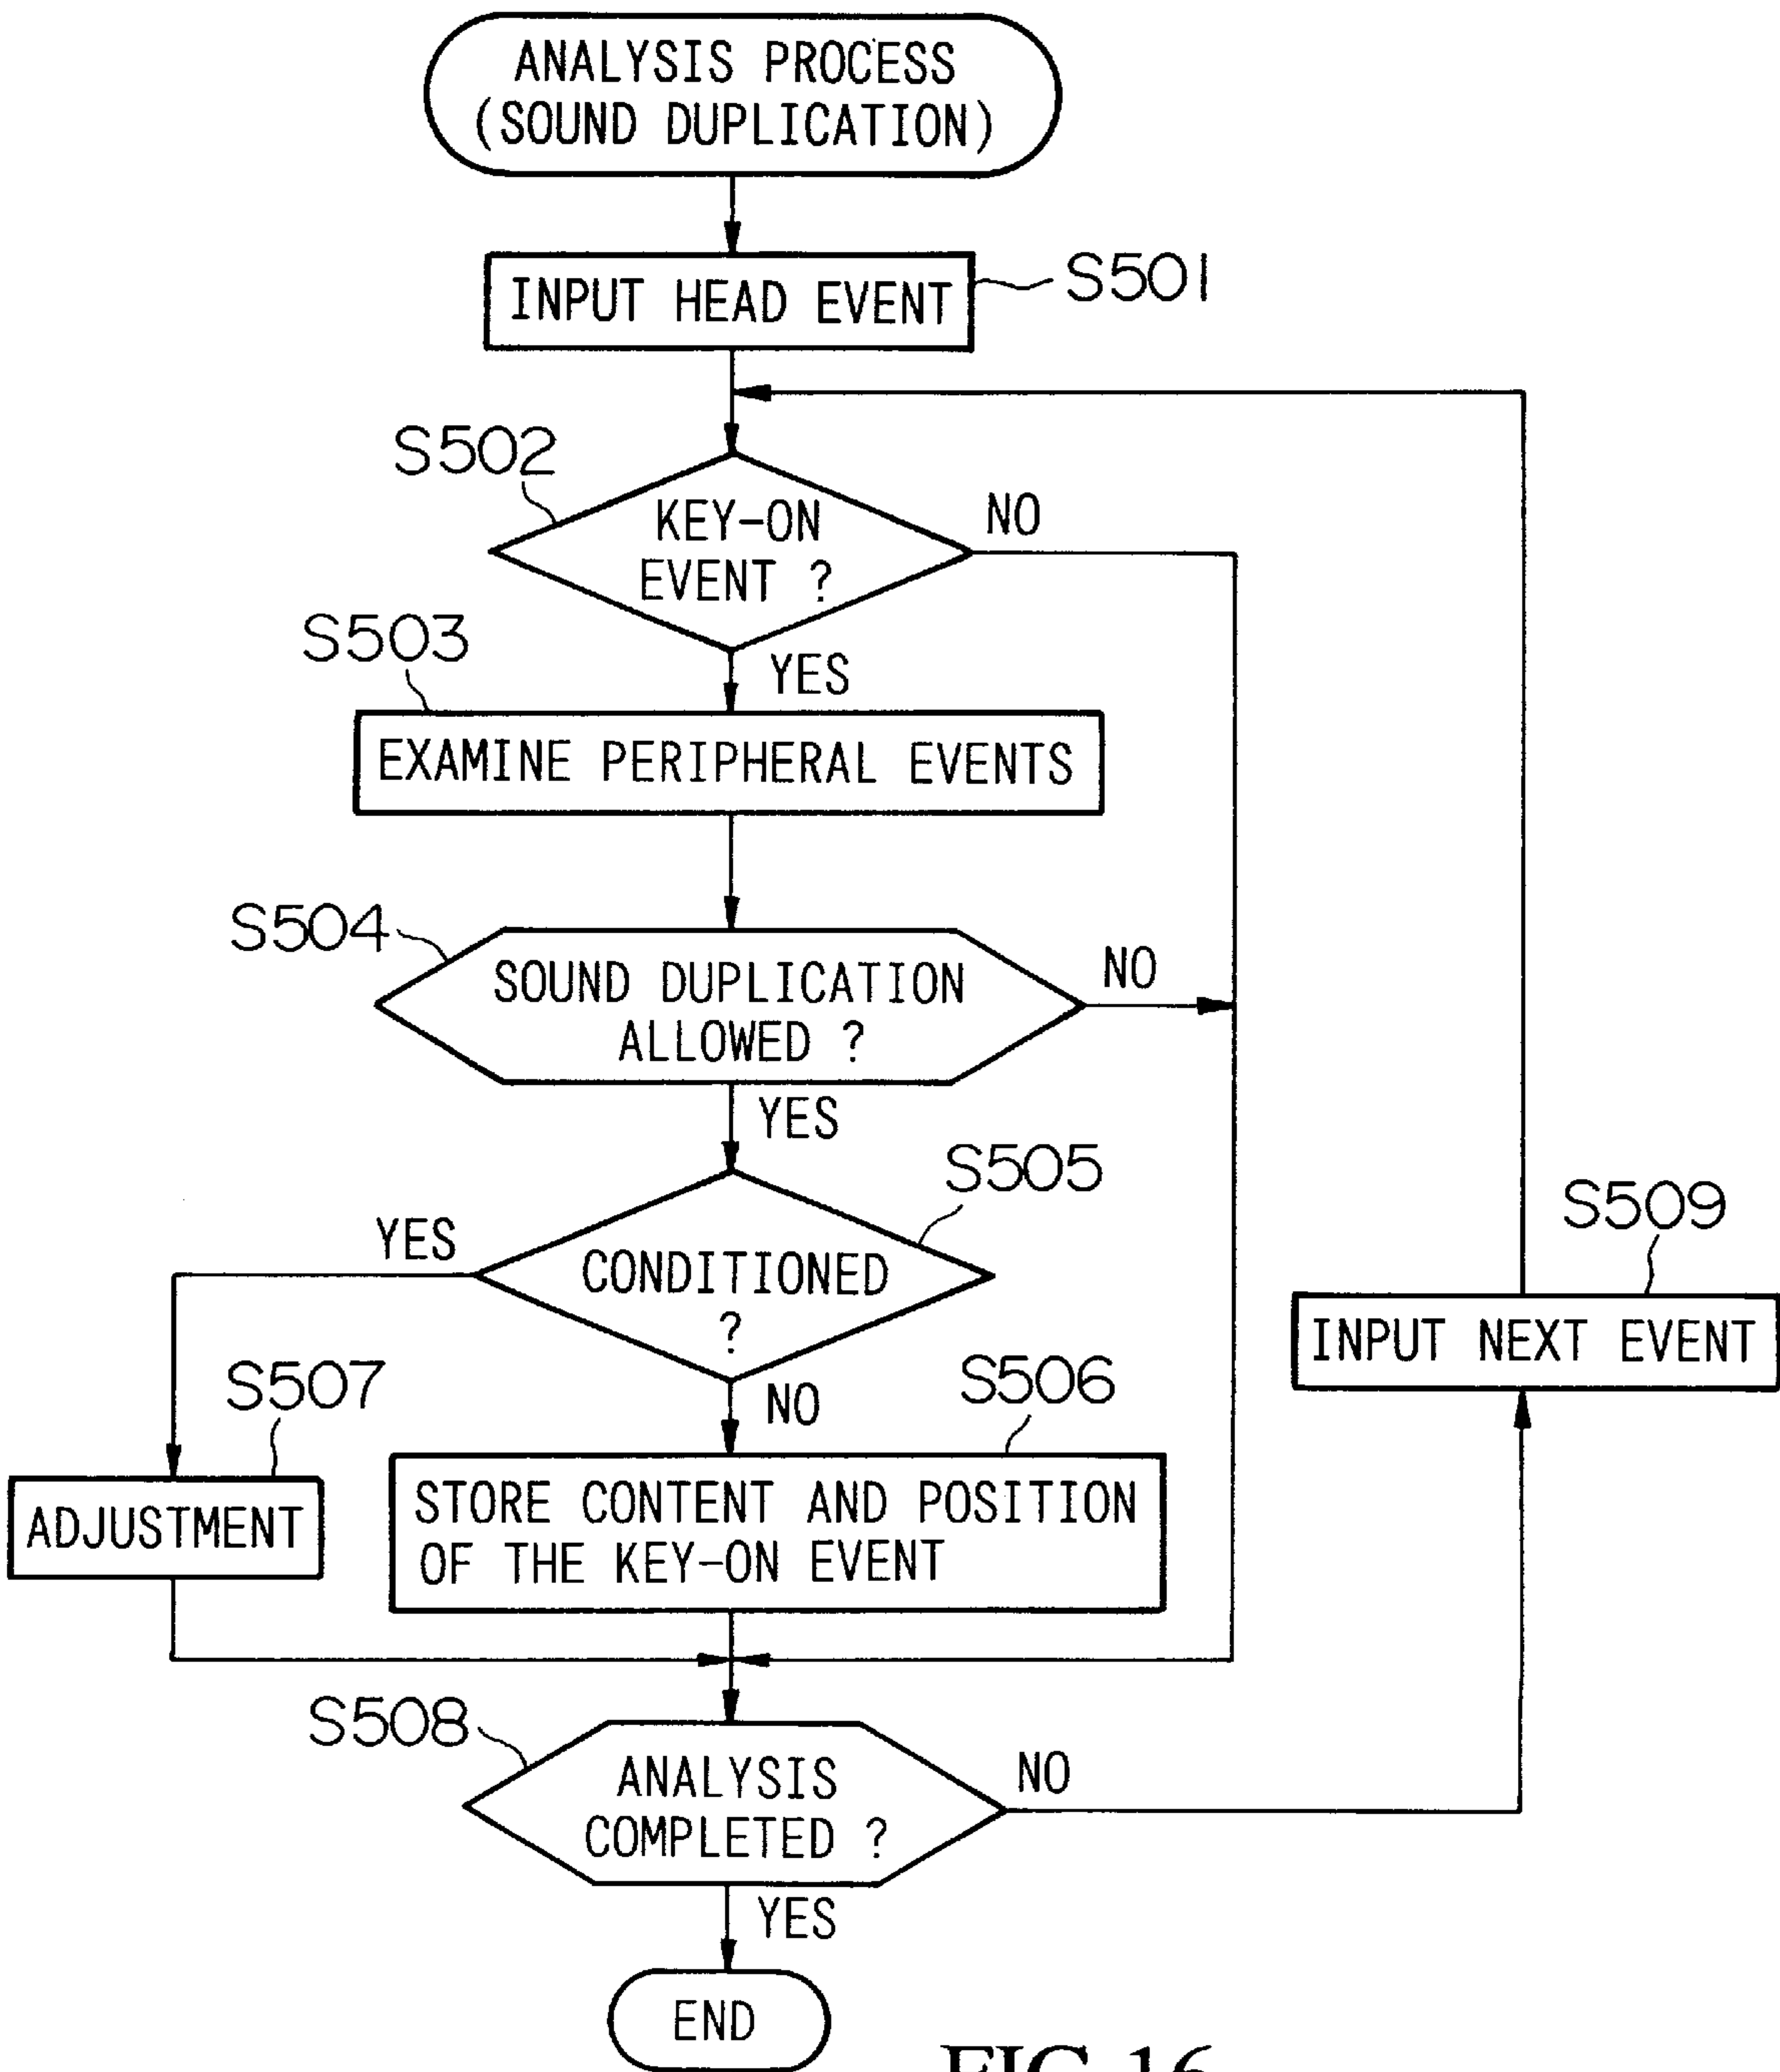 ANALYSIS PROCESS
(SOUND DUPLICATION)
INPUT HEAD EVENT
S501
S502
KEY-ON
EVENT ?
NO
S503
YES
EXAMINE PERIPHERAL EVENTS
S504
SOUND DUPLICATION
ALLOWED ?
NO
YES
S505
YES
CONDITIONED
?
S509
INPUT NEXT EVENT
S507
NO
S506
ADJUSTMENT
STORE CONTENT AND POSITION
OF THE KEY-ON EVENT
S508
ANALYSIS
COMPLETED ?
NO
YES
END
FIG. 16